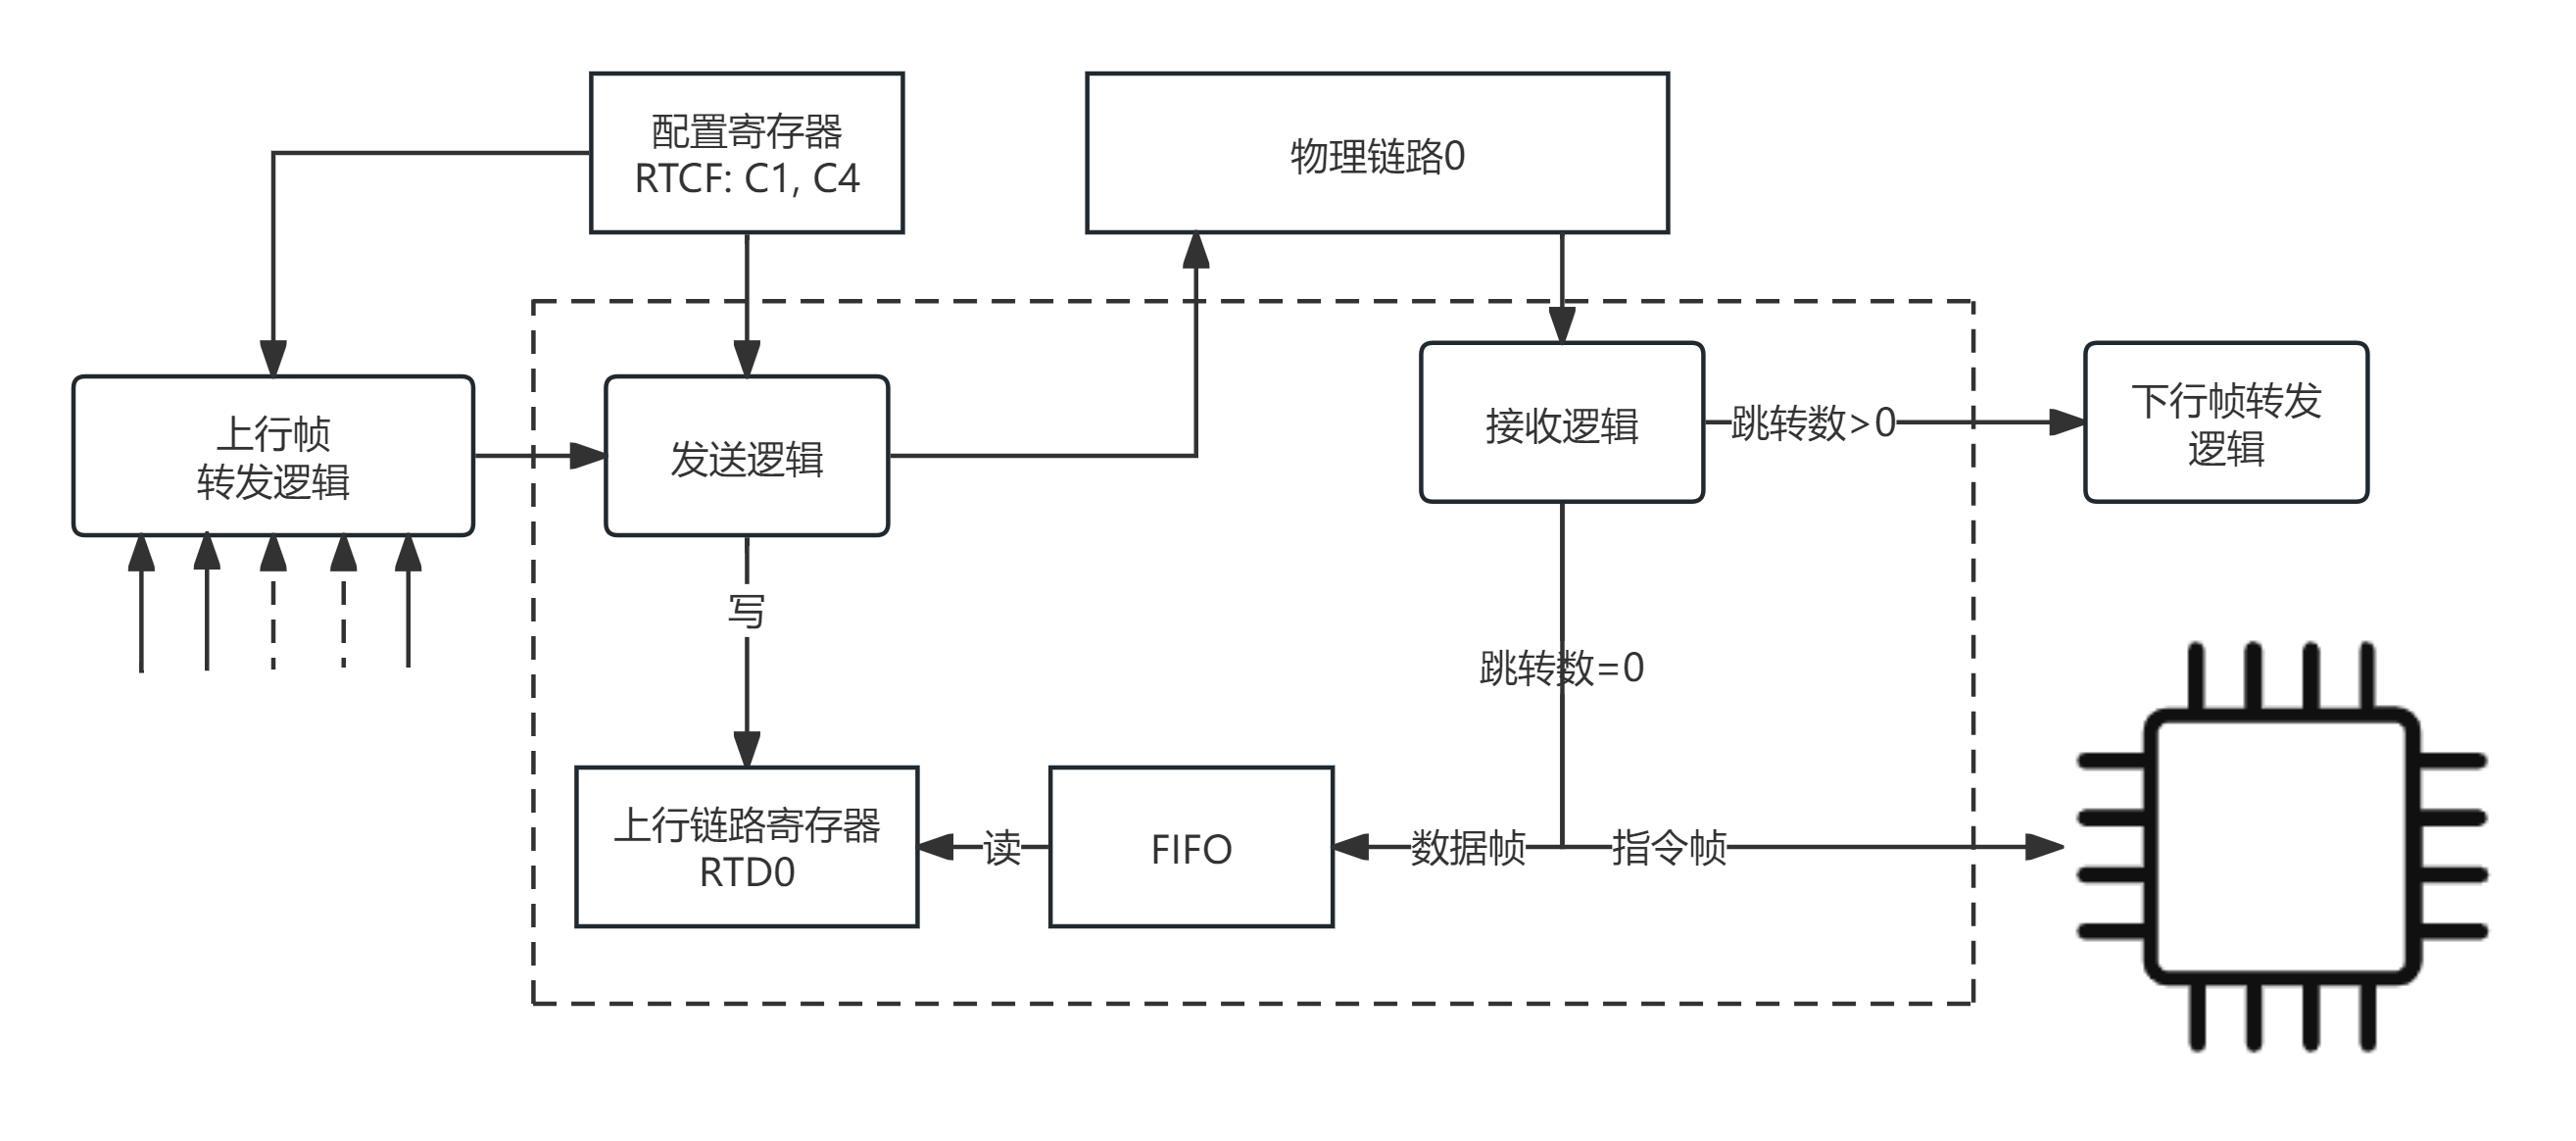 配置寄存器
RTCF: C1, C4
物理链路0
上行帧
转发逻辑
发送逻辑
接收逻辑
跳转数>0
下行帧转发
逻辑
写
跳转数=0
上行链路寄存器
RTD0
读
FIFO
数据帧
指令帧